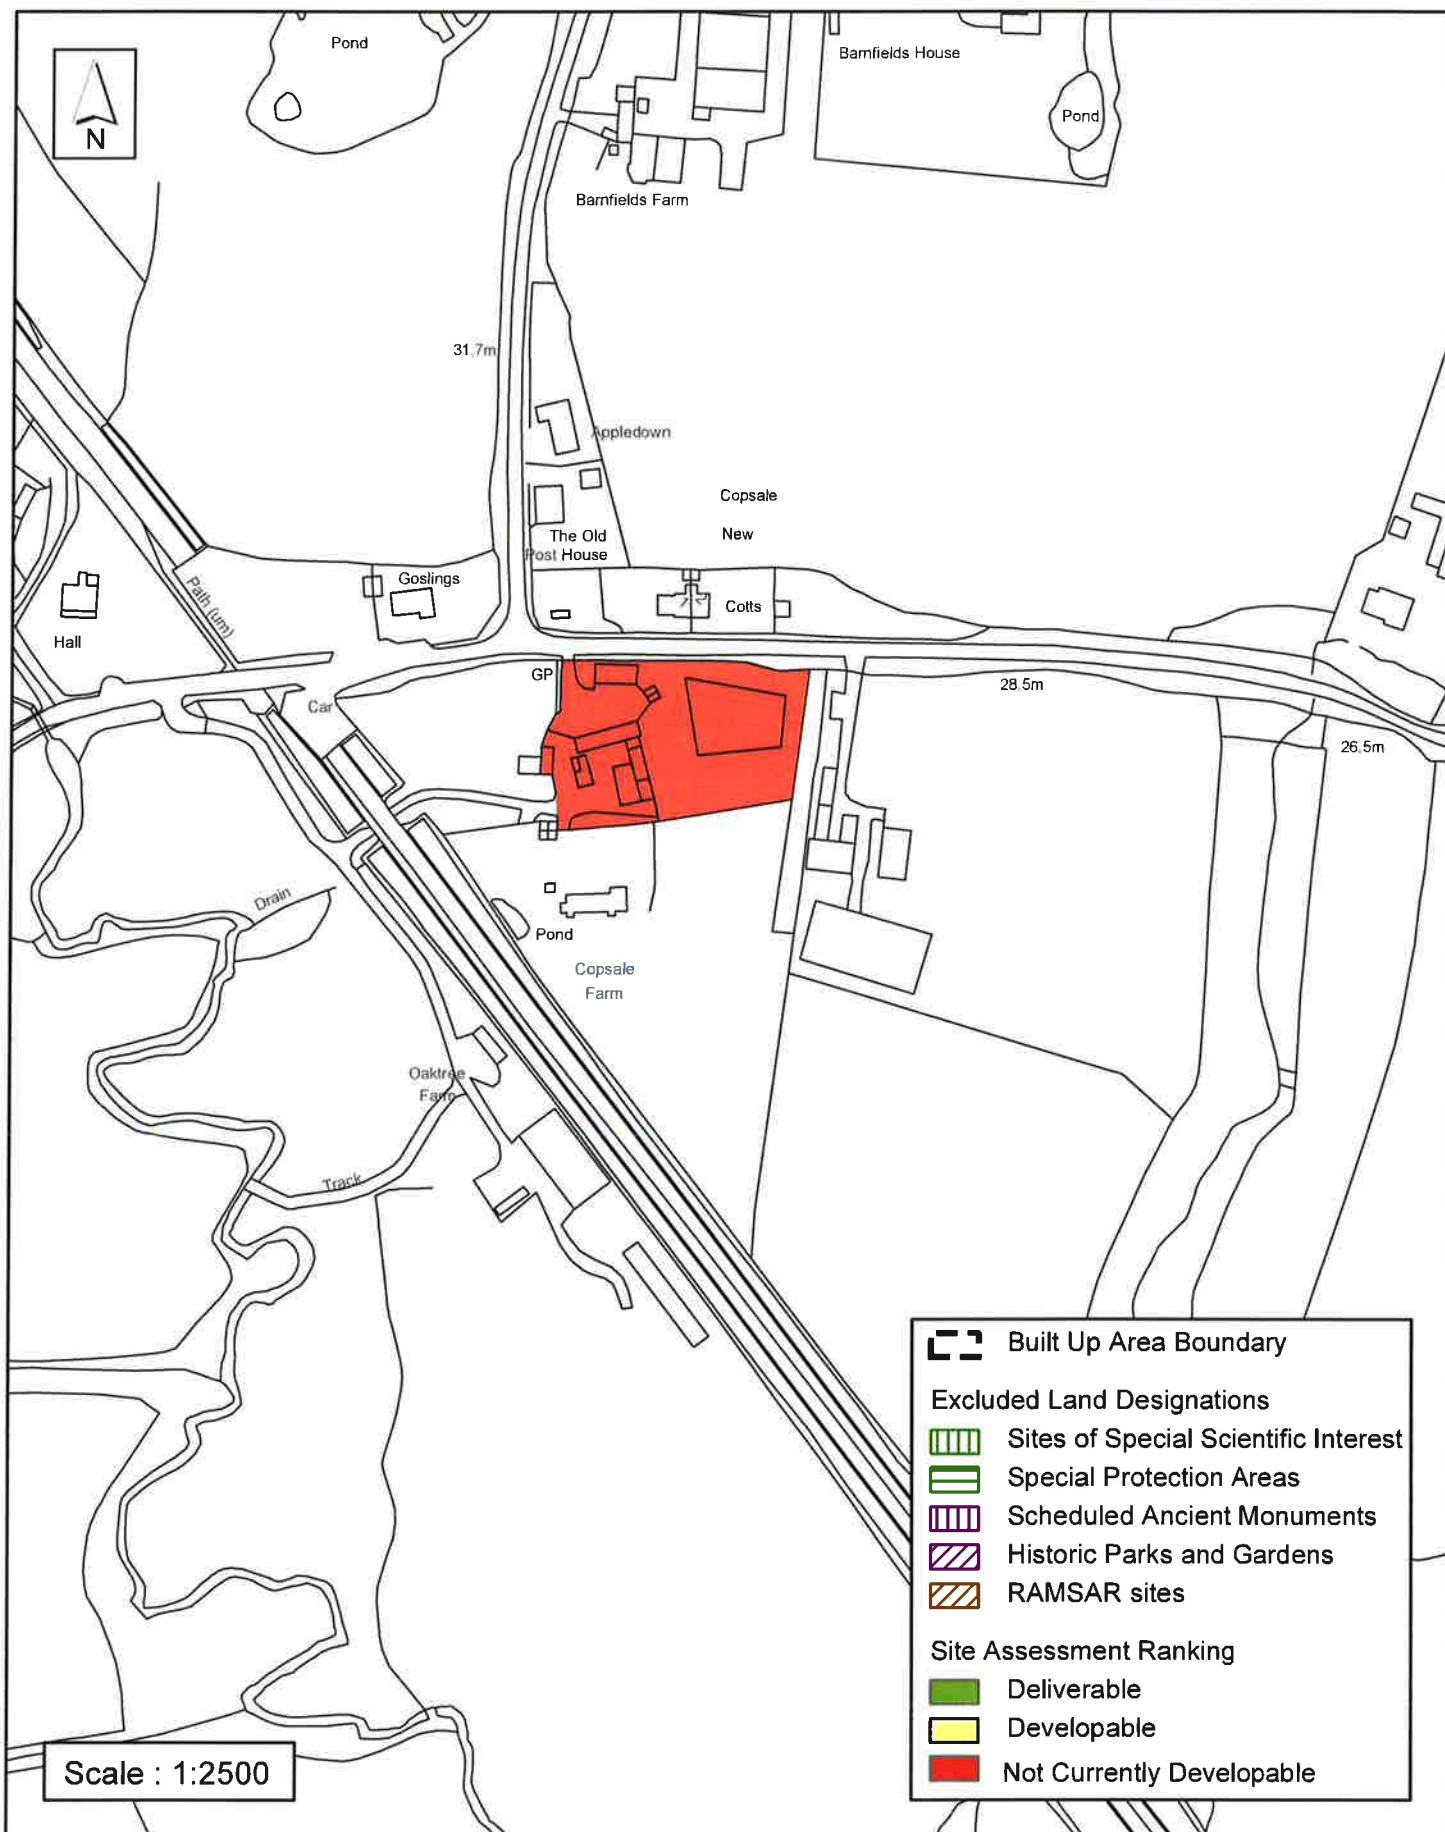 Pond
Barnfields House
N
Pond
Barnfields Farm
31.7m
Appledown
Copsale
New
The Old
Post House
Goslings
Cotts
Path (um)
Hall
GP
28.5m
Car
26.5m
Drain
Pond
Copsale
Farm
Oaktree
Farm
Track
Built Up Area Boundary
Excluded Land Designations
Sites of Special Scientific Interest
Special Protection Areas
Scheduled Ancient Monuments
Historic Parks and Gardens
RAMSAR sites
Site Assessment Ranking
Deliverable
Developable
Not Currently Developable
Scale : 1:2500